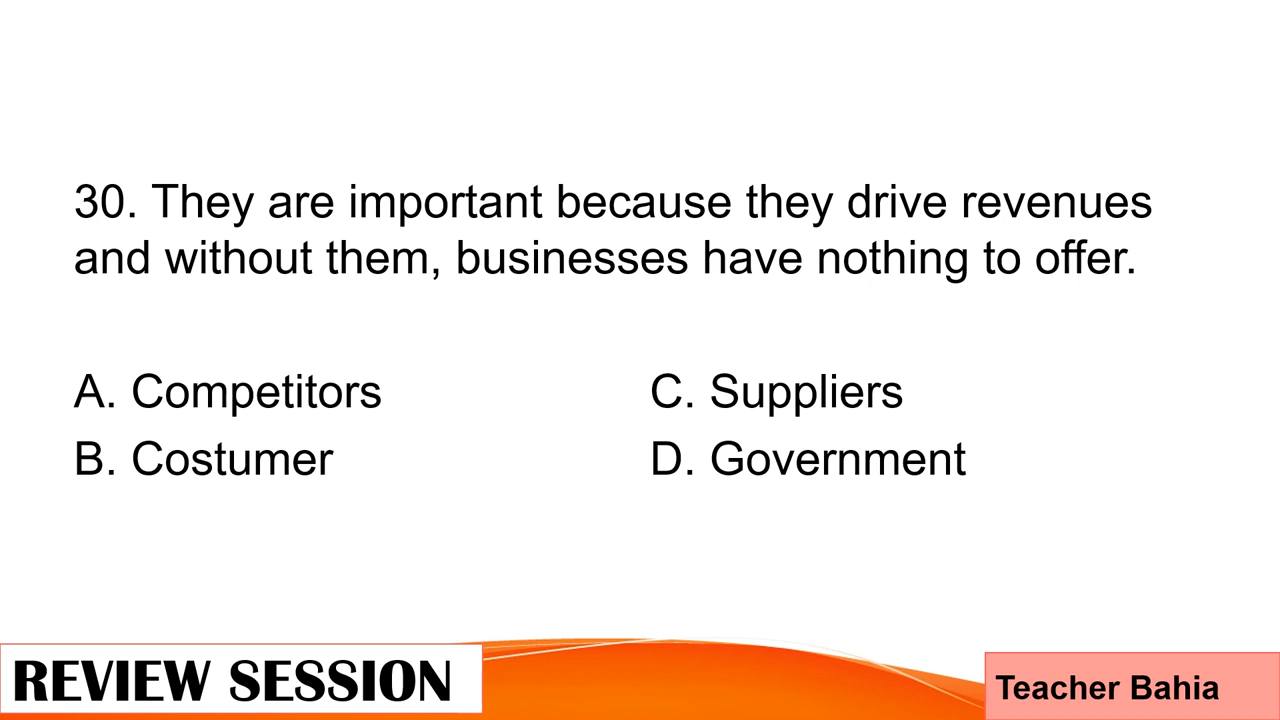 30. They are important because they drive revenues
and without them, businesses have nothing to offer.
A. Competitors
B. Costumer
C. Suppliers
D. Government
REVIEW SESSION
Teacher Bahia